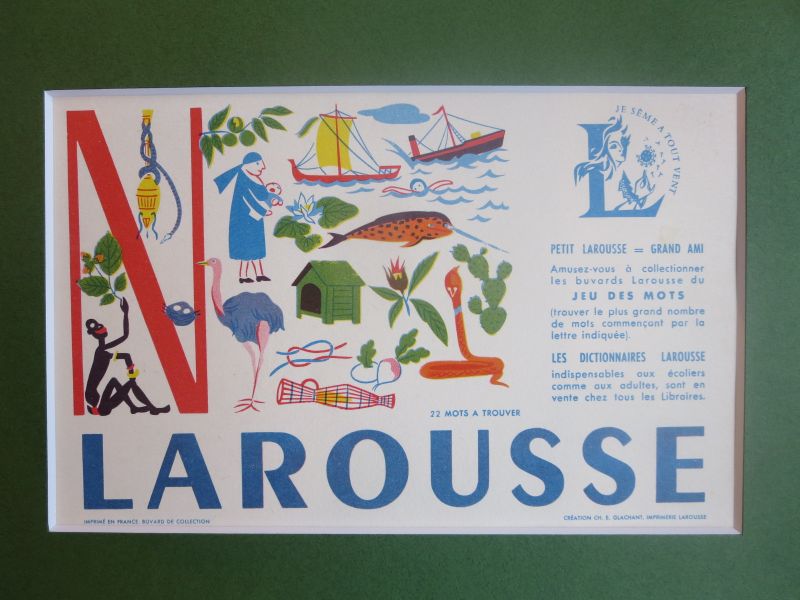 N
JE SÈME A TOUT VENT
L
PETIT LAROUSSE = GRAND AMI
Amusez-vous à collectionner
les buvards Larousse du
JEU DES MOTS
(trouver le plus grand nombre
de mots commençant par la
lettre indiquée).
LES DICTIONNAIRES LAROUSSE
indispensables aux écoliers
comme aux adultes, sont en
vente chez tous les Libraires.
22 MOTS A TROUVER
LAROUSSE
IMPRIMÉ EN FRANCE. BUVARD DE COLLECTION
CRÉATION CH. E. GLACHANT, IMPRIMERIE LAROUSSE